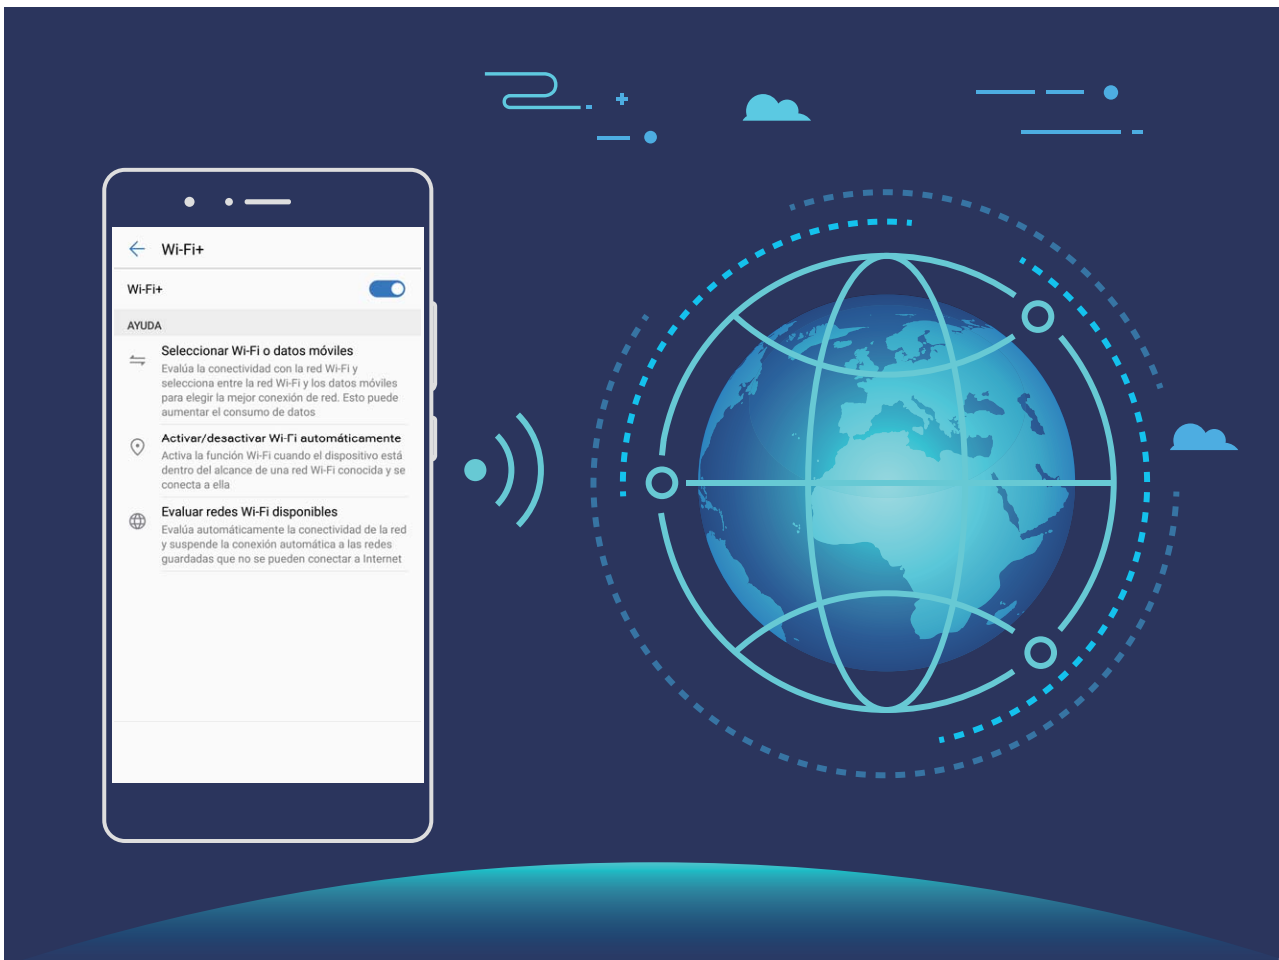 Wi-Fi+
Wi-Fi+
AYUDA
Seleccionar Wi-Fi o datos móviles
Evalúa la conectividad con la red Wi-Fi y
selecciona entre la red Wi-Fi y los datos móviles
para elegir la mejor conexión de red. Esto puede
aumentar el consumo de datos
Activar/desactivar Wi-Fi automáticamente
Activa la función Wi-Fi cuando el dispositivo está
dentro del alcance de una red Wi-Fi conocida y se
conecta a ella
Evaluar redes Wi-Fi disponibles
Evalúa automáticamente la conectividad de la red
y suspende la conexión automática a las redes
guardadas que no se pueden conectar a Internet